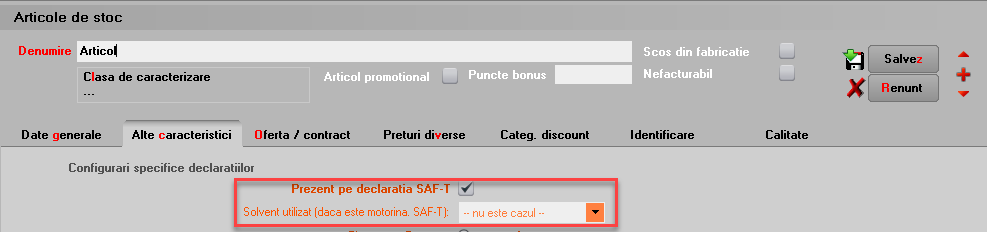 Articole de stoc
Denumire Articol Scos din fabricatie Salvez
Clasa de caracterizare
... Articol promotional Puncte bonus Nefacturabil Renunt
Date generale Alte caracteristici Oferta / contract Preturi diverse Categ. discount Identificare Calitate
Configurari specifice declaratiilor
Prezent pe declaratia SAF-T
Solvent utilizat (daca este motorina. SAF-T): -- nu este cazul --